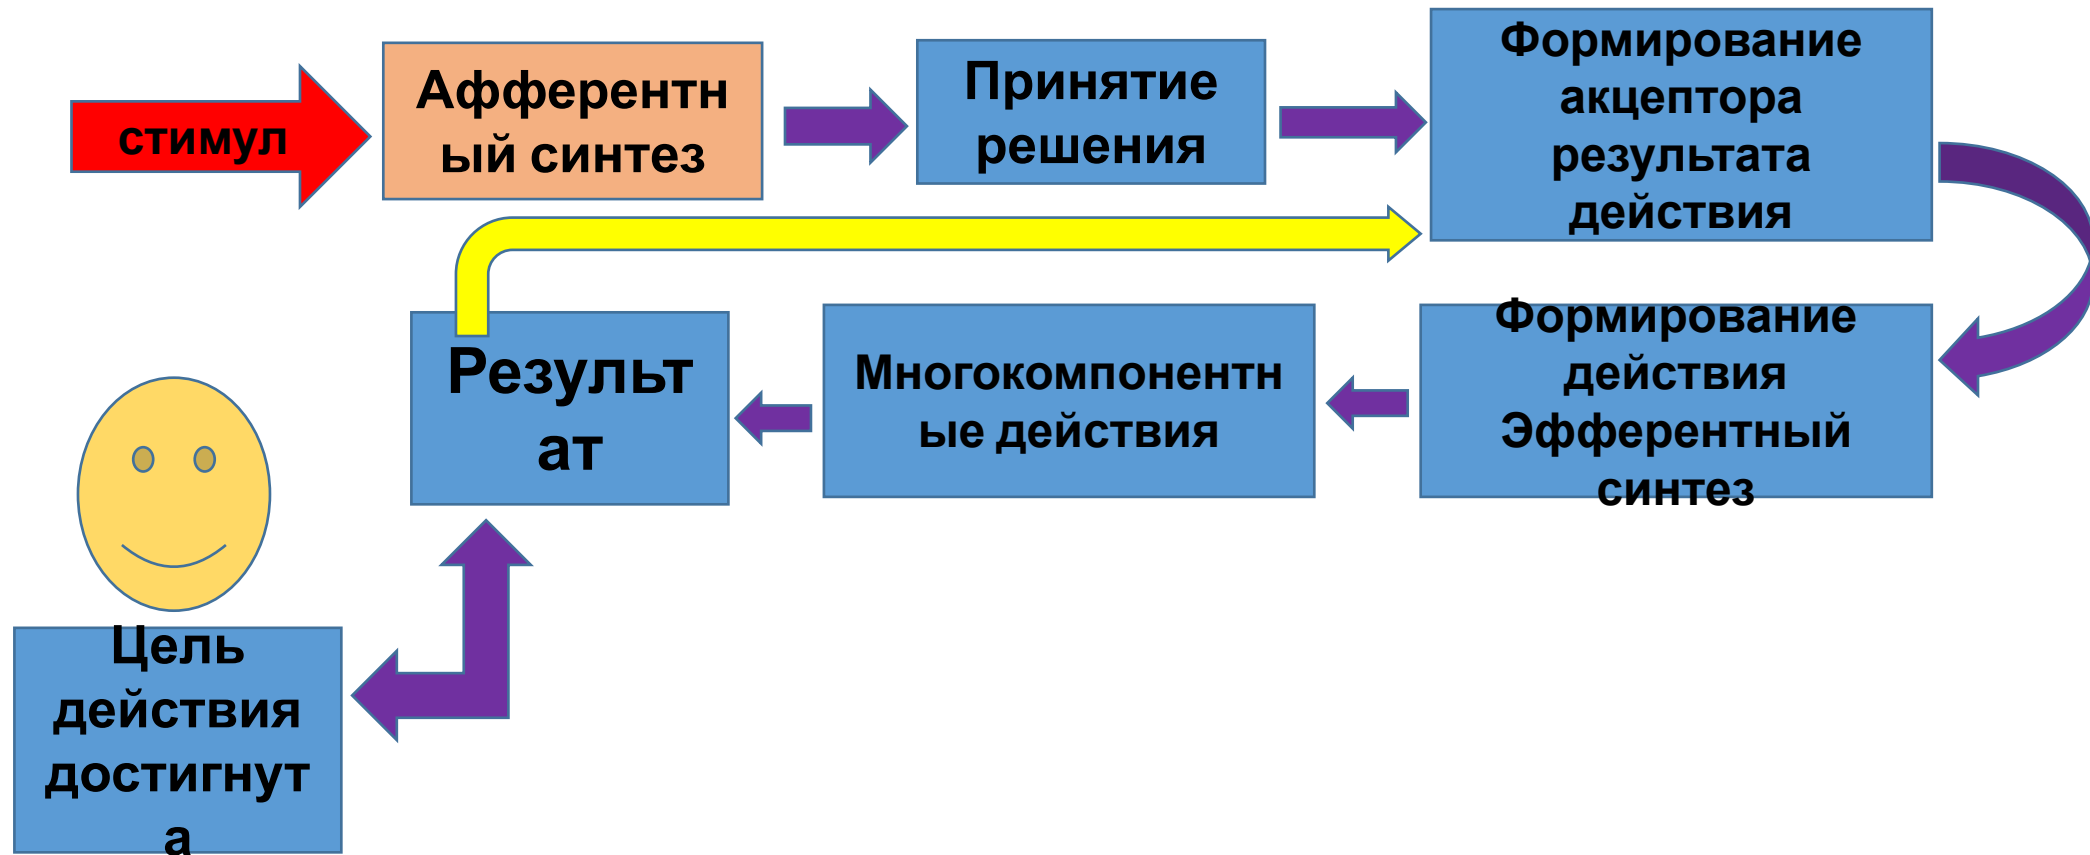 стимул
Афферентн
ый синтез
Принятие
решения
Формирование
акцептора
результата
действия
Результ
ат
Многокомпонентн
ые действия
Формирование
действия
Эфферентный
синтез
Цель
действия
достигнут
а